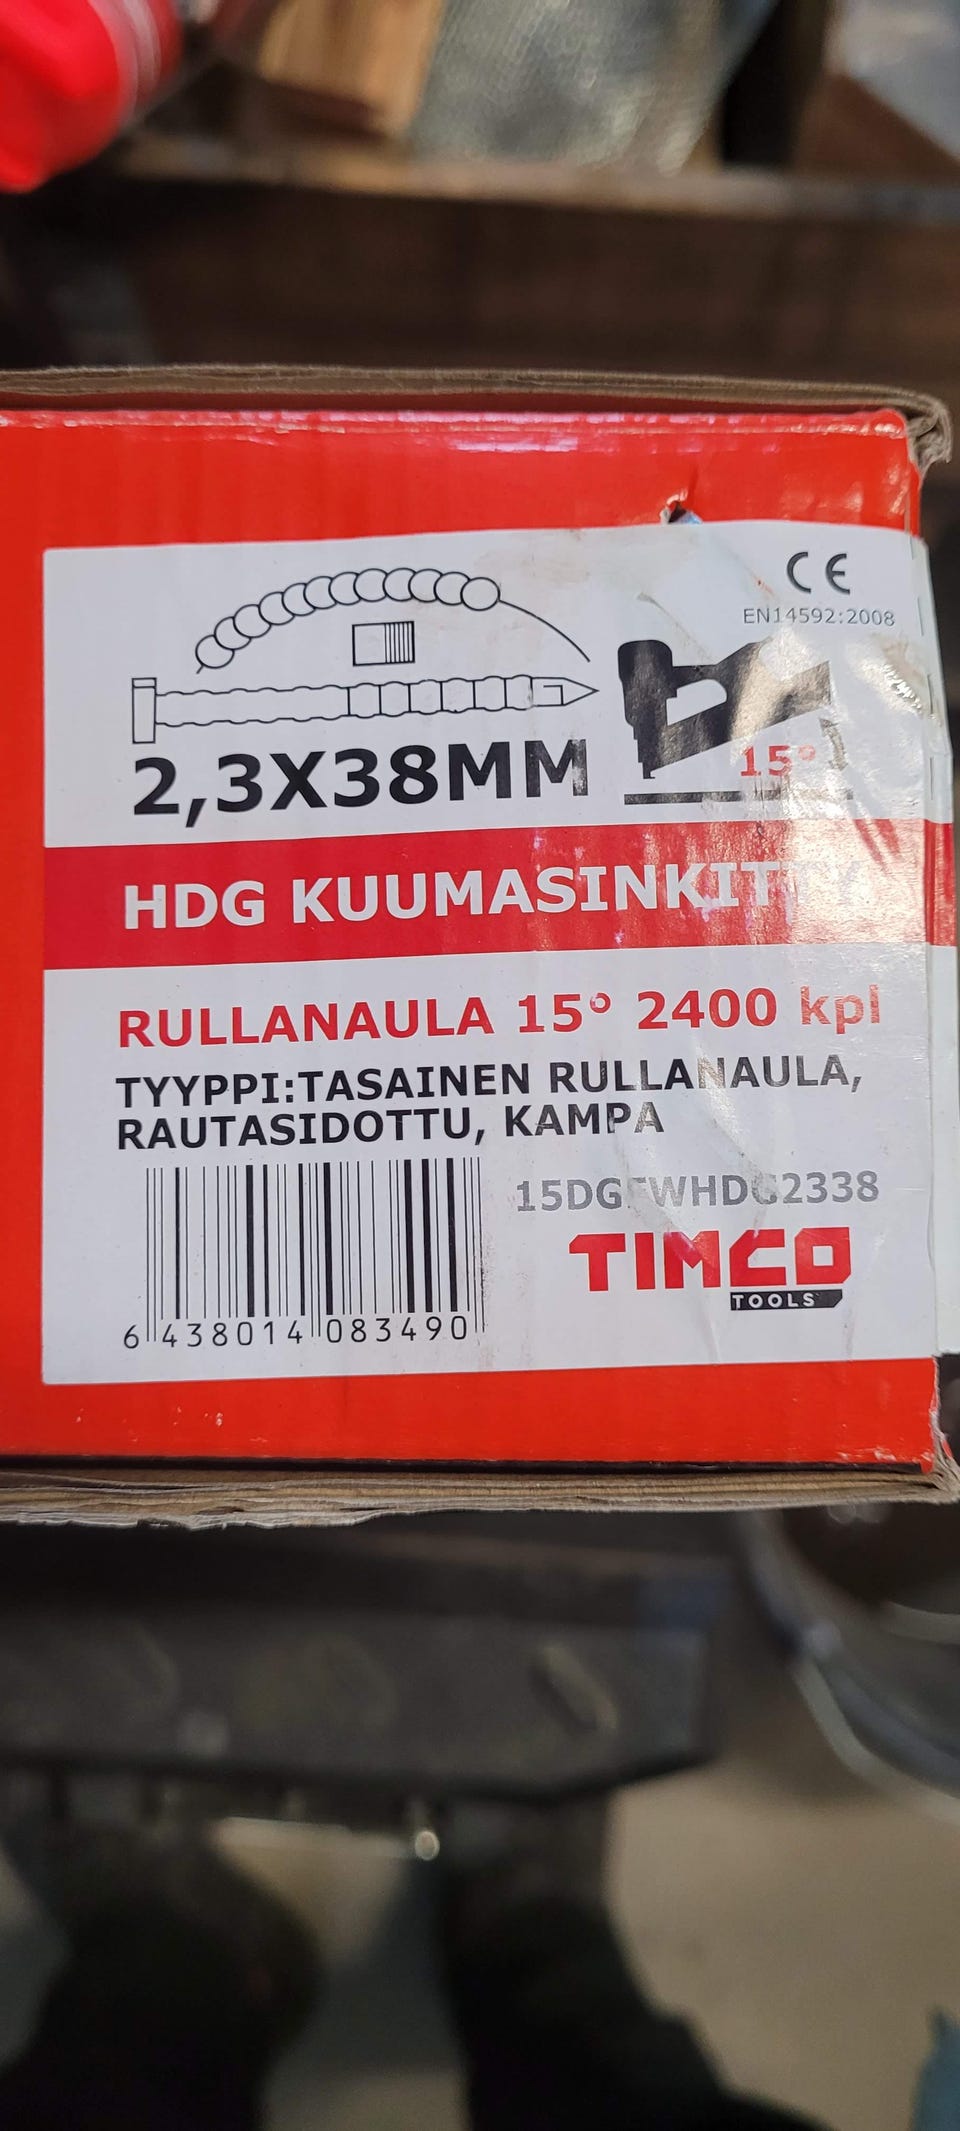 CE
EN14592:2008
2,3X38MM
15°
HDG KUUMASINKITTY
RULLANAULA 15° 2400 kpl
TYYPPI:TASAINEN RULLANAULA,
RAUTASIDOTTU, KAMPA
15DGFWHDG2338
TIMCO
TOOLS
6 438014 083490